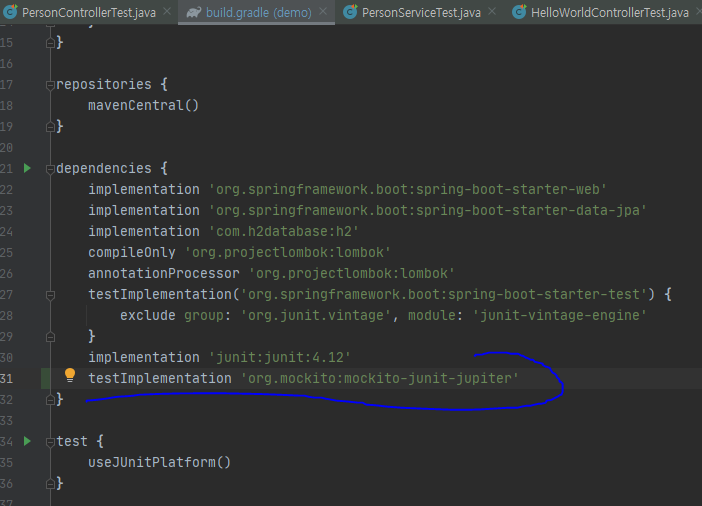 PersonControllerTest.java build.gradle (demo) PersonServiceTest.java HelloWorldControllerTest.java
15 }
16
17 repositories {
18 mavenCentral()
19 }
20
21 dependencies {
22 implementation 'org.springframework.boot:spring-boot-starter-web'
23 implementation 'org.springframework.boot:spring-boot-starter-data-jpa'
24 implementation 'com.h2database:h2'
25 compileOnly 'org.projectlombok:lombok'
26 annotationProcessor 'org.projectlombok:lombok'
27 testImplementation('org.springframework.boot:spring-boot-starter-test') {
28 exclude group: 'org.junit.vintage', module: 'junit-vintage-engine'
29 }
30 implementation 'junit:junit:4.12'
31 testImplementation 'org.mockito:mockito-junit-jupiter'
32 }
33
34 test {
35 useJUnitPlatform()
36 }
37